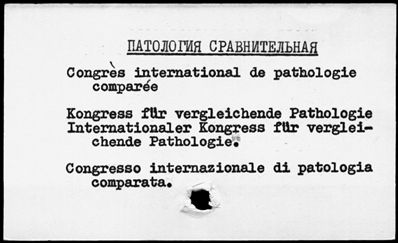 ПАТОЛОГИЯ СРАВНИТЕЛЬНАЯ
Congrès international de pathologie
comparée
Kongress für vergleichende Pathologie
Internationaler Kongress für verglei-
chende Pathologie.
Congresso internazionale di patologia
comparata.